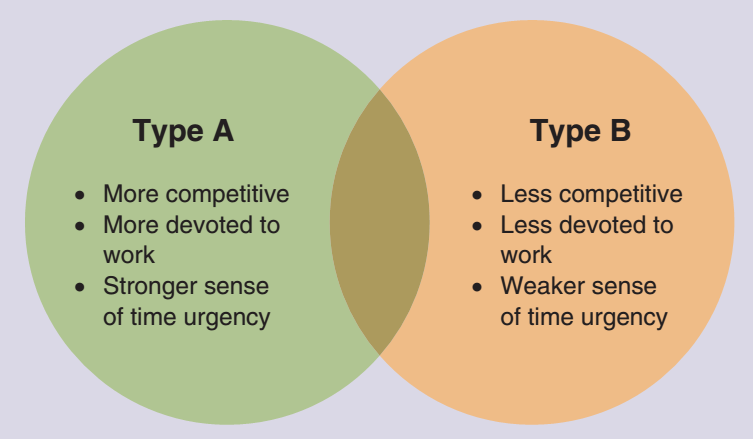 Type A
• More competitive
• More devoted to
work
• Stronger sense
of time urgency
Type B
• Less competitive
• Less devoted to
work
• Weaker sense
of time urgency